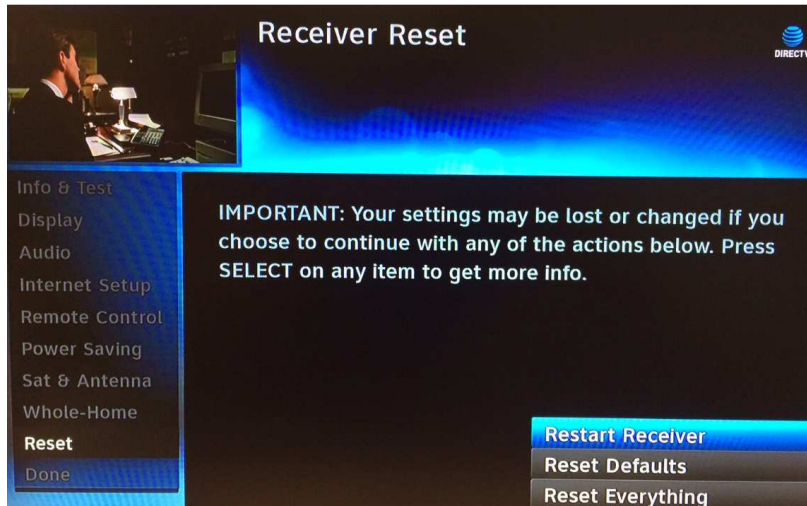 Receiver Reset
DIRECTV
Info & Test
Display
Audio
Internet Setup
Remote Control
Power Saving
Sat & Antenna
Whole-Home
Reset
Done
IMPORTANT: Your settings may be lost or changed if you
choose to continue with any of the actions below. Press
SELECT on any item to get more info.
Restart Receiver
Reset Defaults
Reset Everything